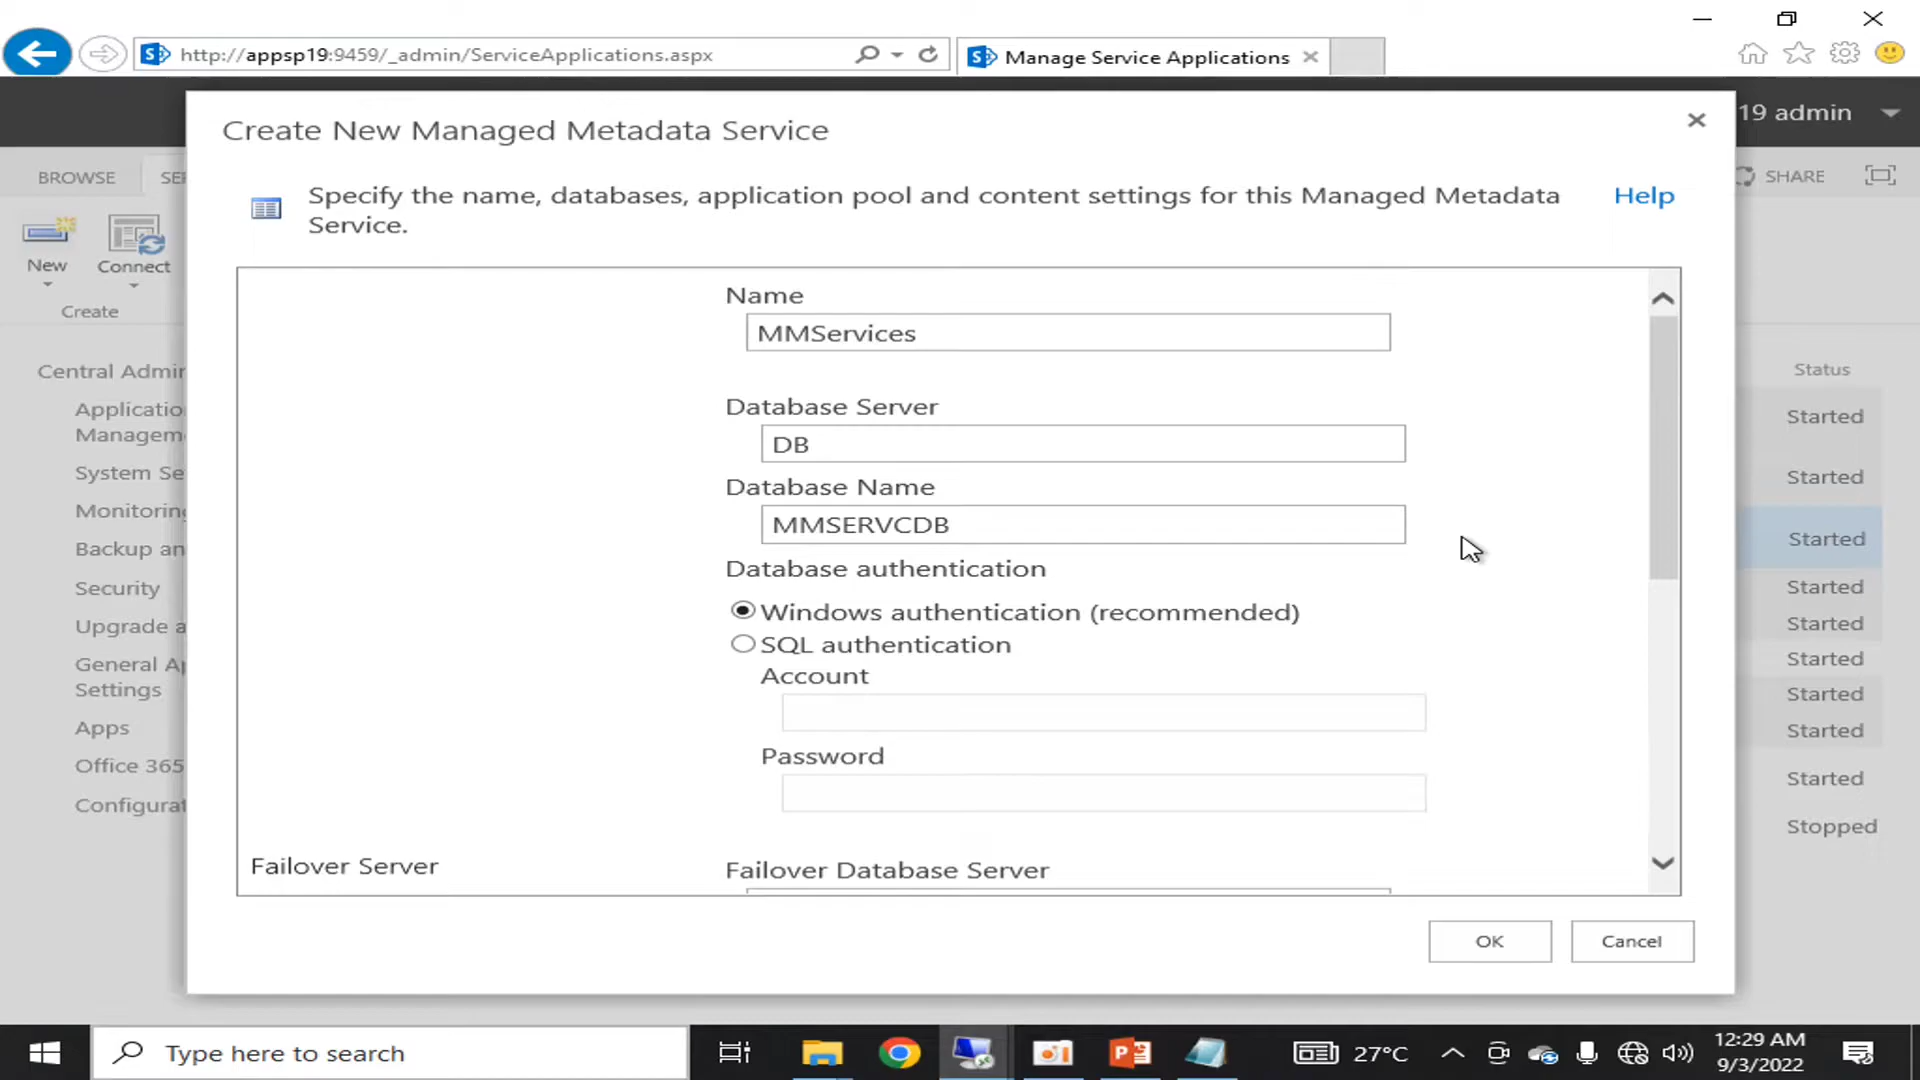 http://appsp19:9459/_admin/ServiceApplications.aspx
Manage Service Applications
Create New Managed Metadata Service
19 admin
BROWSE
SHARE
Specify the name, databases, application pool and content settings for this Managed Metadata
Service.
Help
New
Connect
Create
Name
MMServices
Database Server
DB
Database Name
MMSERVCDB
Database authentication
Windows authentication (recommended)
SQL authentication
Account
Password
Failover Server
Failover Database Server
OK
Cancel
Central Admin
Application
Managem
System Se
Monitoring
Backup an
Security
Upgrade a
General Ap
Settings
Apps
Office 365
Configurat
Status
Started
Started
Started
Started
Started
Started
Started
Started
Started
Stopped
Type here to search
27°C
12:29 AM
9/3/2022